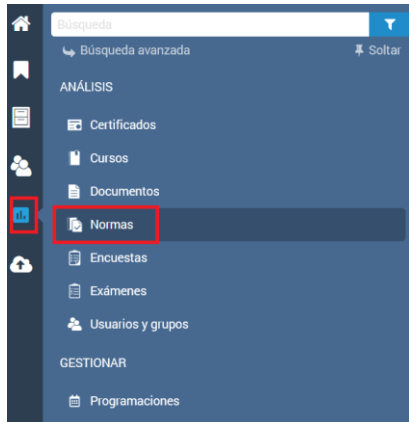 Búsqueda
Búsqueda avanzada
Soltar
ANÁLISIS
Certificados
Cursos
Documentos
Normas
Encuestas
Exámenes
Usuarios y grupos
GESTIONAR
Programaciones